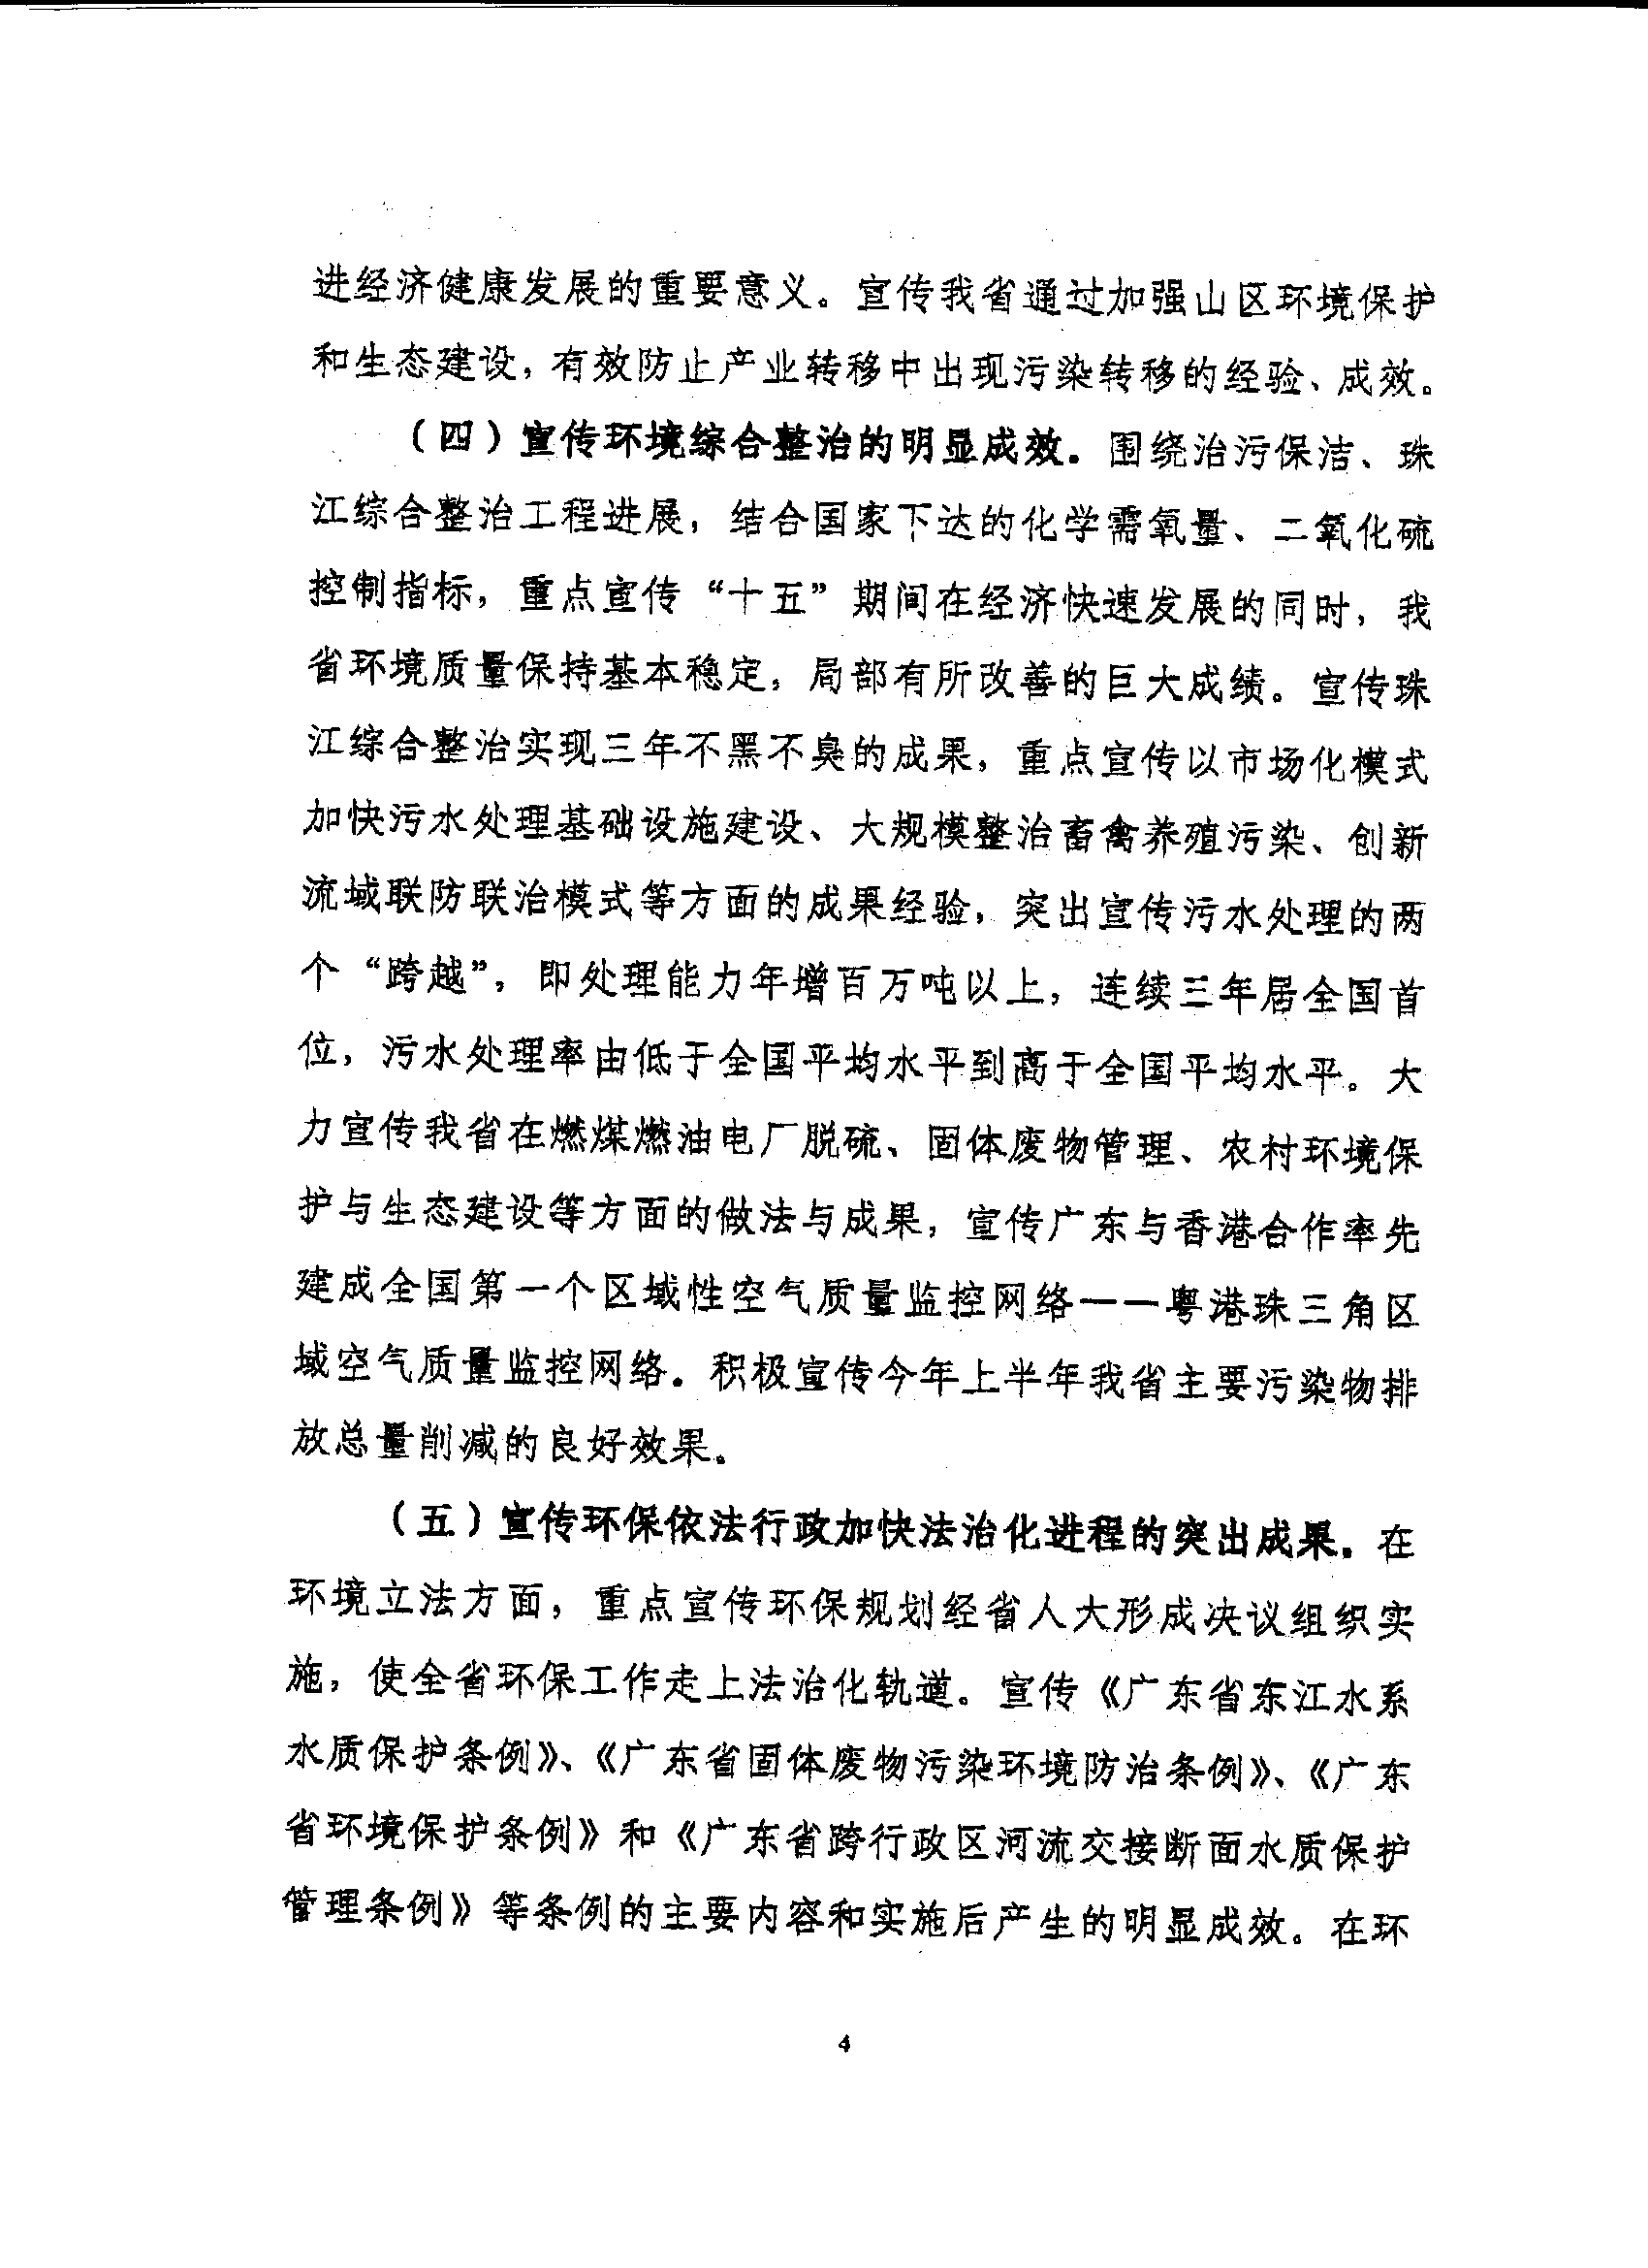 进经济健康发展的重要意义。宣传我省通过加强山区环境保护
和生态建设，有效防止产业转移中出现污染转移的经验、成效。
（四）宣传环境综合整治的明显成效。围绕治污保洁、珠
江综合整治工程进展，结合国家下达的化学需氧量、二氧化硫
控制指标，重点宣传“十五”期间在经济快速发展的同时，我
省环境质量保持基本稳定，局部有所改善的巨大成绩。宣传珠
江综合整治实现三年不黑不臭的成果，重点宣传以市场化模式
加快污水处理基础设施建设、大规模整治畜禽养殖污染、创新
流域联防联治模式等方面的成果经验，突出宣传污水处理的两
个“跨越”，即处理能力年增百万吨以上，连续三年居全国首
位，污水处理率由低于全国平均水平到高于全国平均水平。大
力宣传我省在燃煤燃油电厂脱硫、固体废物管理、农村环境保
护与生态建设等方面的做法与成果，宣传广东与香港合作率先
建成全国第一个区域性空气质量监控网络——粤港珠三角区
域空气质量监控网络。积极宣传今年上半年我省主要污染物排
放总量削减的良好效果。
（五）宣传环保依法行政加快法治化进程的突出成果。在
环境立法方面，重点宣传环保规划经省人大形成决议组织实
施，使全省环保工作走上法治化轨道。宣传《广东省东江水系
水质保护条例》、《广东省固体废物污染环境防治条例》、《广东
省环境保护条例》和《广东省跨行政区河流交接断面水质保护
管理条例》等条例的主要内容和实施后产生的明显成效。在环
4